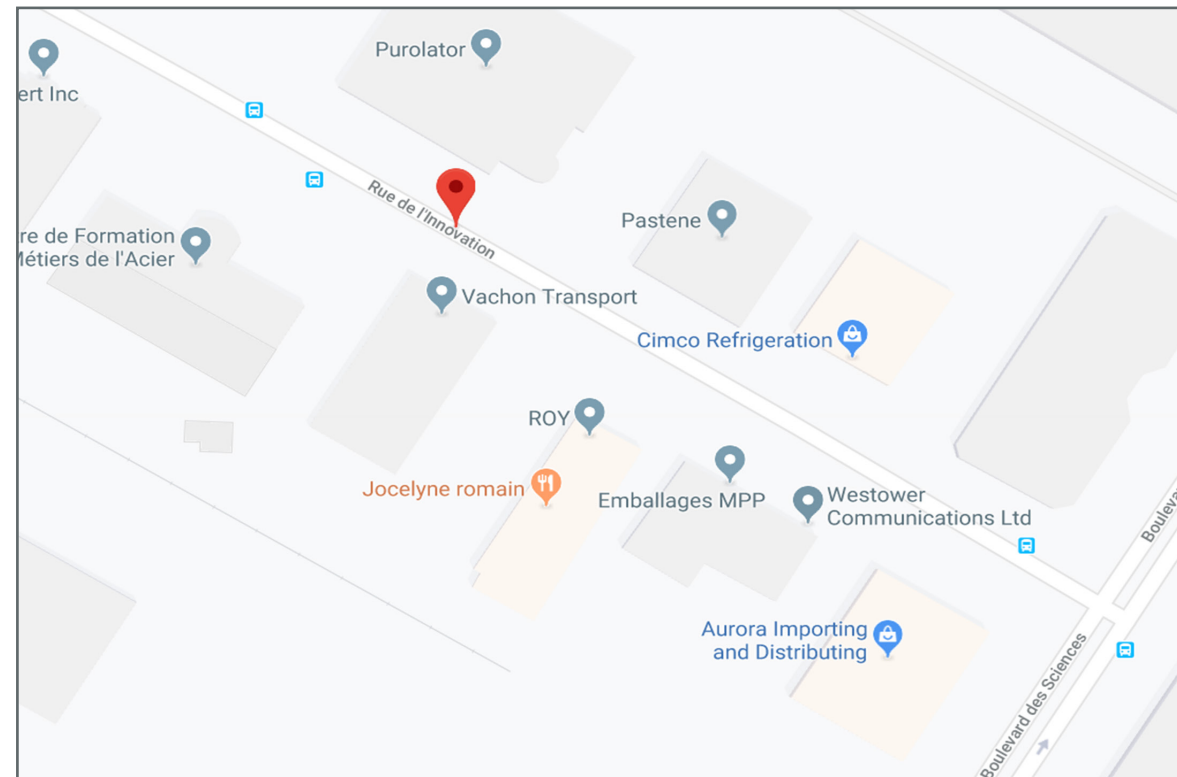 Purolator
ert Inc
Rue de l'Innovation
re de Formation
Métiers de l'Acier
Pastene
Vachon Transport
Cimco Refrigeration
ROY
Jocelyne romain
Emballages MPP
Westower
Communications Ltd
Bouleva
Aurora Importing
and Distributing
Boulevard des Sciences